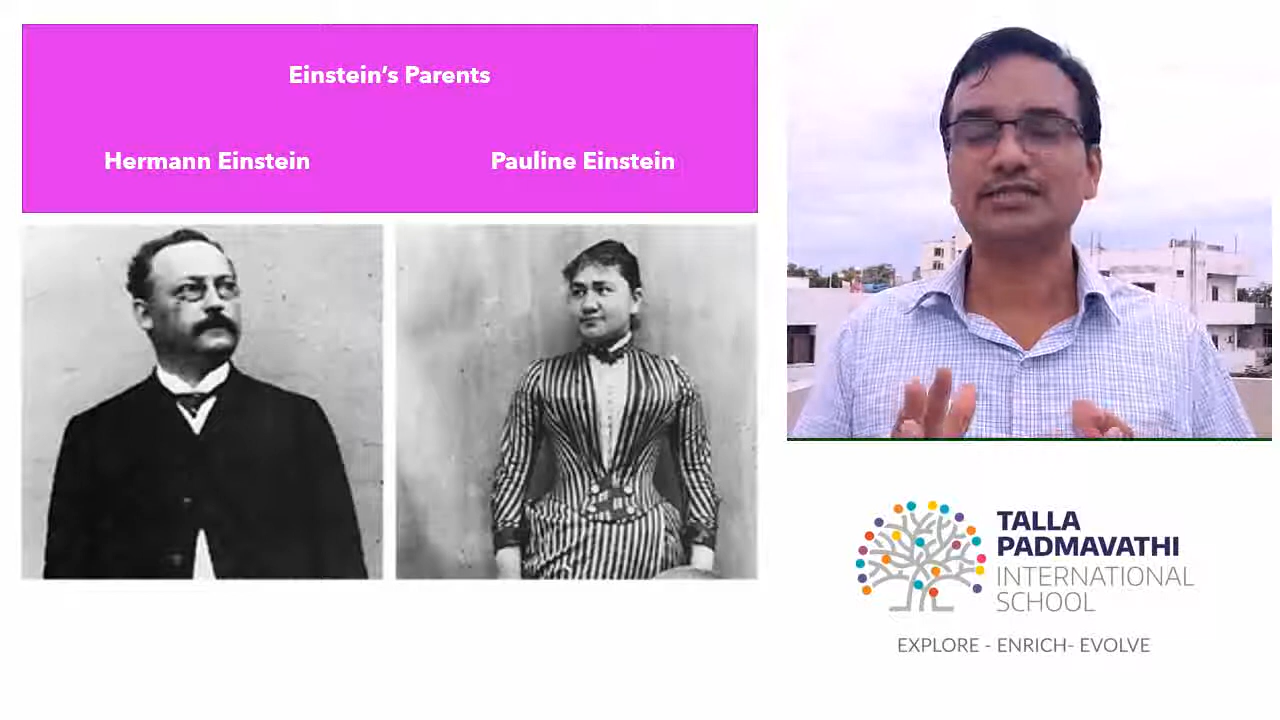 Einstein’s Parents
Hermann Einstein
Pauline Einstein
TALLA
PADMAVATHI
INTERNATIONAL
SCHOOL
EXPLORE - ENRICH- EVOLVE